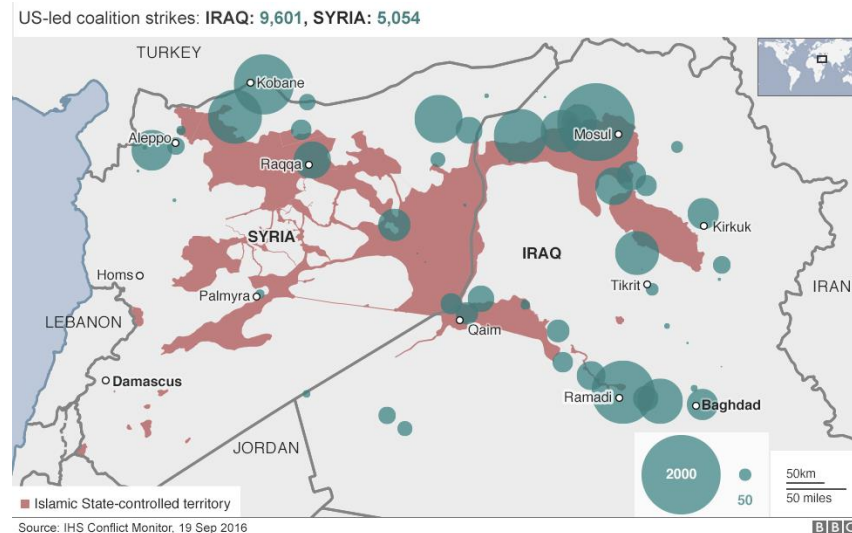 US-led coalition strikes: IRAQ: 9,601, SYRIA: 5,054
TURKEY
Kobane
Aleppo
Mosul
Raqqa
SYRIA
IRAQ
Kirkuk
Homs
Palmyra
Tikrit
IRAN
LEBANON
Qaim
Damascus
Ramadi
Baghdad
JORDAN
2000
50
50km
50 miles
Islamic State-controlled territory
Source: IHS Conflict Monitor, 19 Sep 2016
BBC